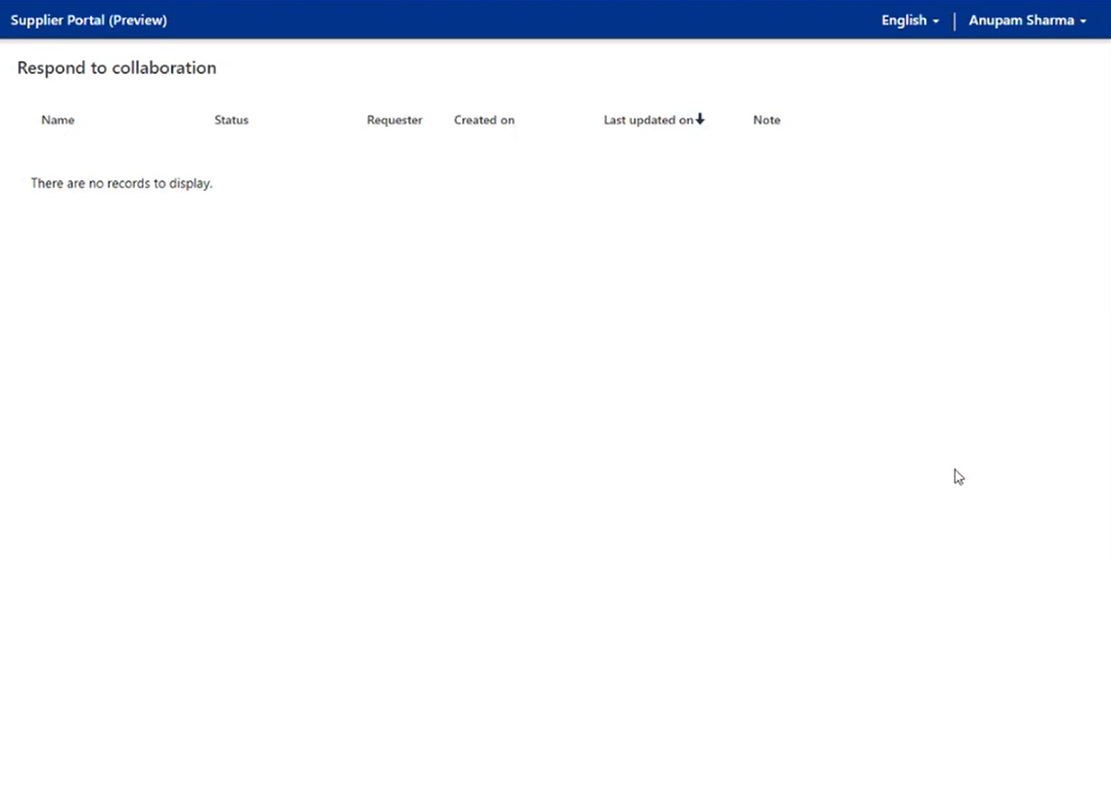 Supplier Portal (Preview) English Anupam Sharma
Respond to collaboration
Name Status Requester Created on Last updated on Note
There are no records to display.